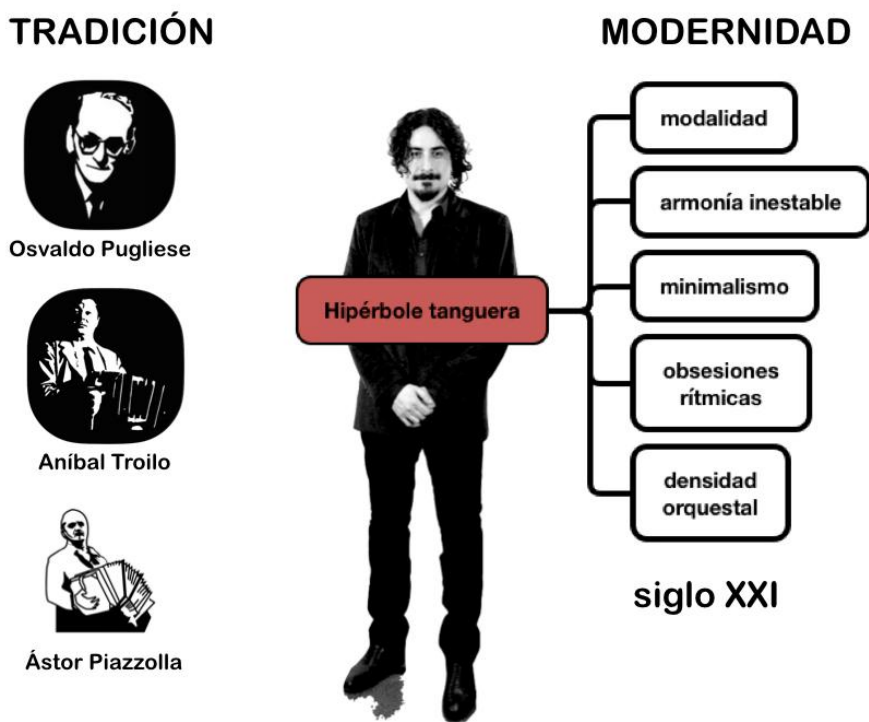 TRADICIÓN
Osvaldo Pugliese
Aníbal Troilo
Ástor Piazzolla
Hipérbole tanguera
MODERNIDAD
modalidad
armonía inestable
minimalismo
obsesiones
rítmicas
densidad
orquestal
siglo XXI